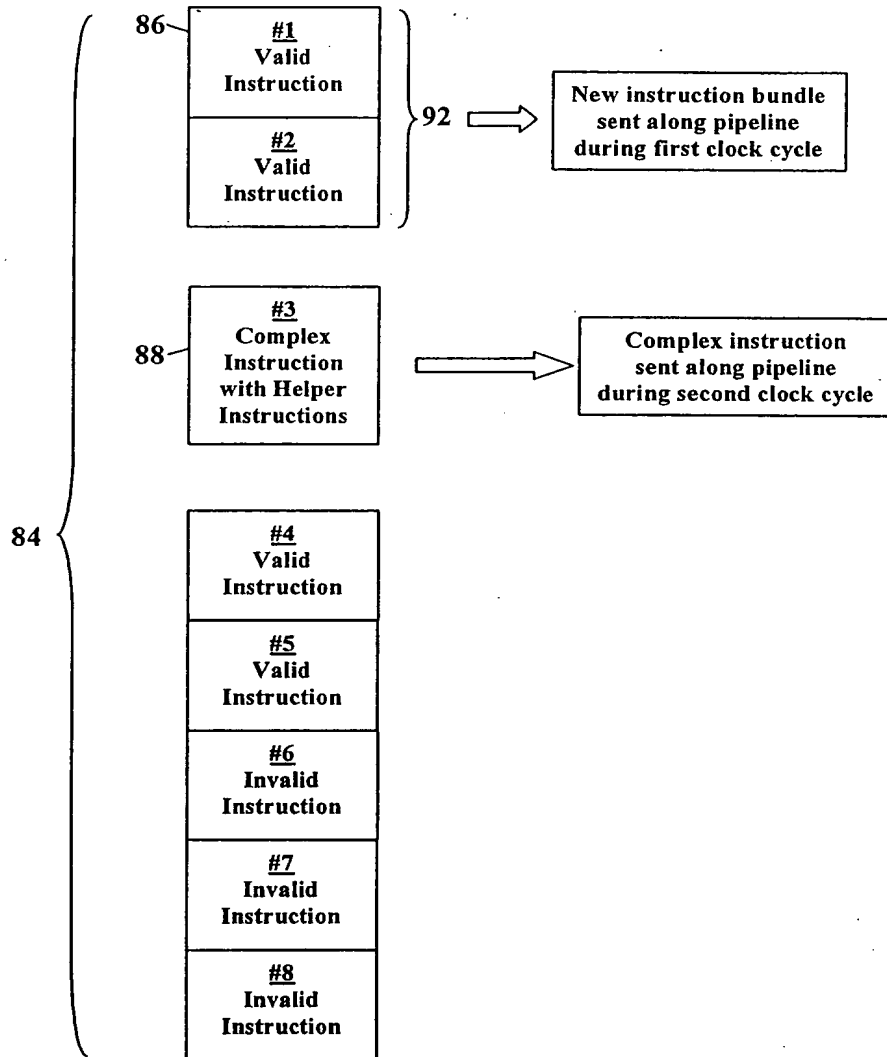 86
#1
Valid
Instruction
#2
Valid
Instruction
92
New instruction bundle
sent along pipeline
during first clock cycle
88
#3
Complex
Instruction
with Helper
Instructions
Complex instruction
sent along pipeline
during second clock cycle
84
#4
Valid
Instruction
#5
Valid
Instruction
#6
Invalid
Instruction
#7
Invalid
Instruction
#8
Invalid
Instruction